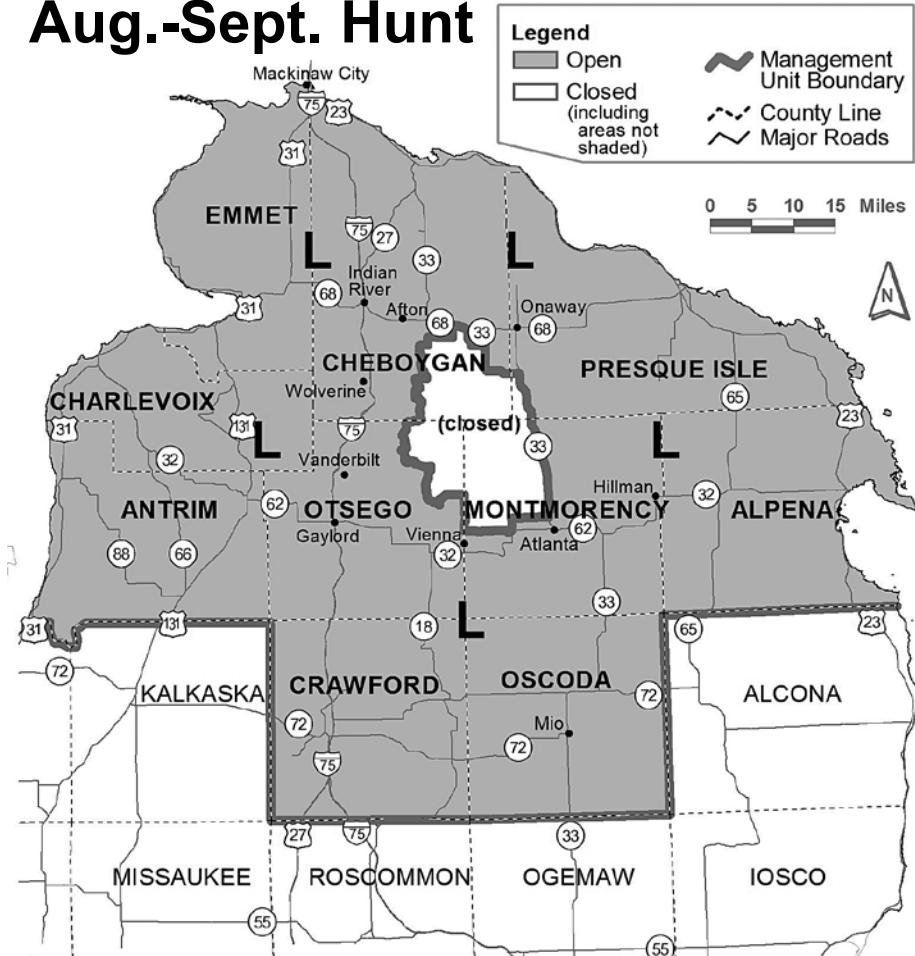 Aug.-Sept. Hunt
Legend
Open
Closed
(including
areas not
shaded)
Management
Unit Boundary
County Line
Major Roads
0 5 10 15 Miles
N
Mackinaw City
75
23
31
EMMET
75
27
L
L
33
Indian
River
68
31
Afton
68
33
Onaway
68
CHEBOYGAN
PRESQUE ISLE
Wolverine
65
CHARLEVOIX
31
131
75
(closed)
23
L
33
L
32
Vanderbilt
Hillman
32
62
ANTRIM
OTSEGO
MONTMORENCY
ALPENA
Gaylord
Vienna
62
Atlanta
88
66
32
33
31
131
18
L
65
23
72
KALKASKA
CRAWFORD
OSCODA
72
ALCONA
72
Mio
72
75
27
75
33
MISSAUKEE
ROSCOMMON
OGEMAW
IOSCO
55
55